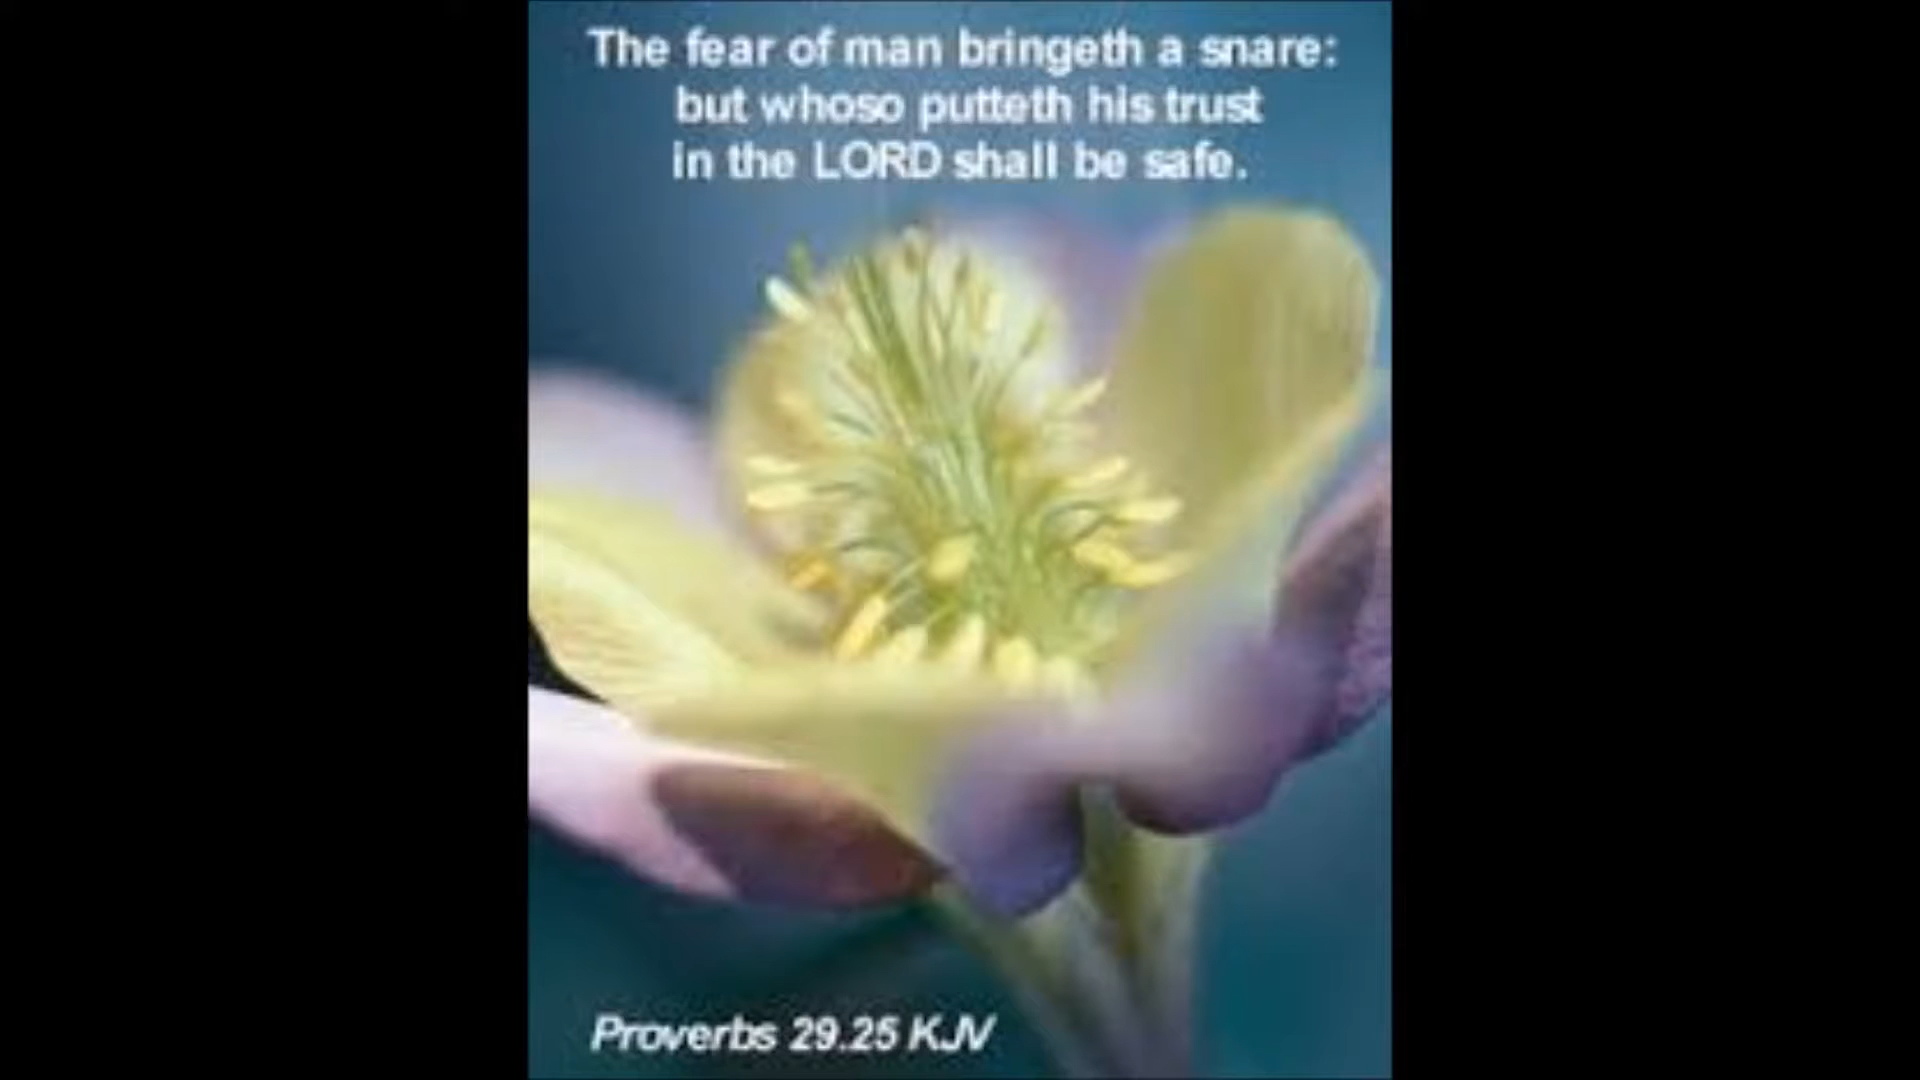 The fear of man bringeth a snare:
but whoso putteth his trust
in the LORD shall be safe.
Proverbs 29.25 KJV